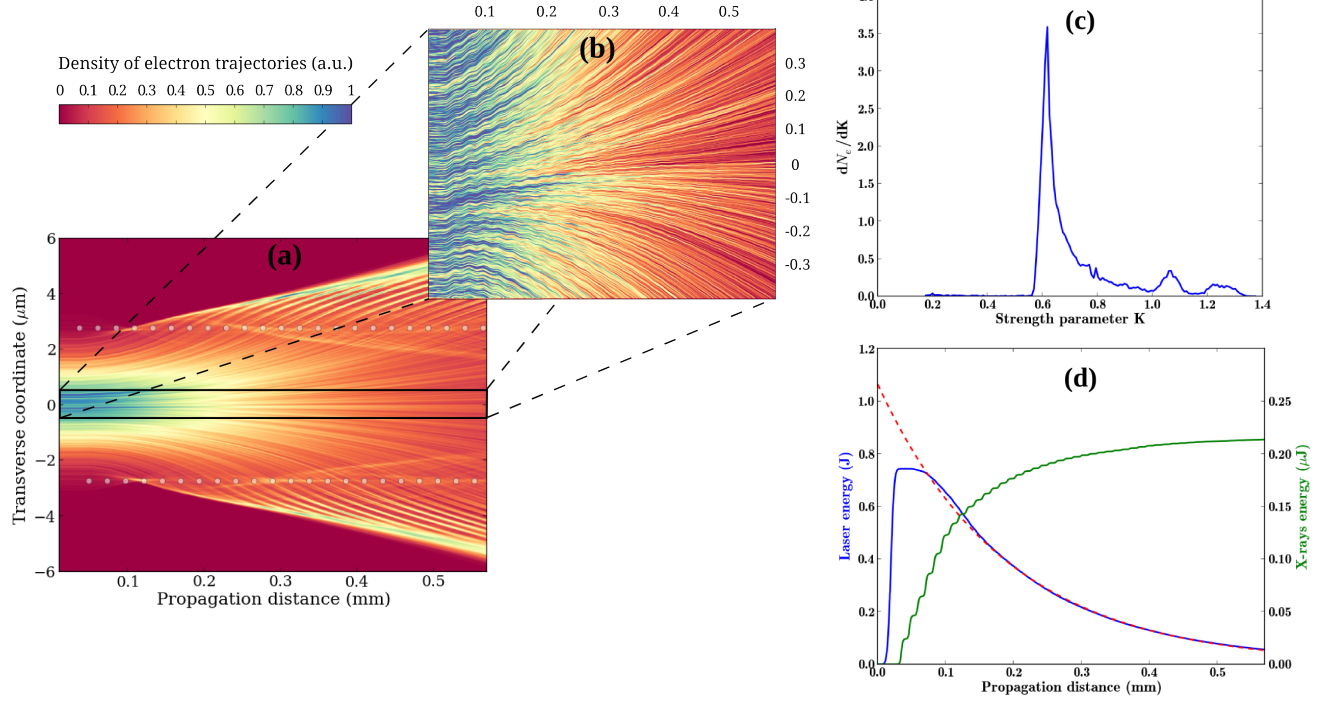 Density of electron trajectories (a.u.)
0 0.1 0.2 0.3 0.4 0.5 0.6 0.7 0.8 0.9 1
(a)
6
4
2
0
−2
−4
−6
Transverse coordinate (μm)
0.1 0.2 0.3 0.4 0.5
Propagation distance (mm)
0.1 0.2 0.3 0.4 0.5
(b)
0.3
0.2
0.1
0
-0.1
-0.2
-0.3
(c)
3.5
3.0
2.5
2.0
1.5
1.0
0.5
0.0
dNe/dK
0.2 0.4 0.6 0.8 1.0 1.2 1.4
Strength parameter K
(d)
1.2
1.0
0.8
0.6
0.4
0.2
0.0
Laser energy (J)
0.25
0.20
0.15
0.10
0.05
0.00
X-rays energy (μJ)
0.0 0.1 0.2 0.3 0.4 0.5
Propagation distance (mm)